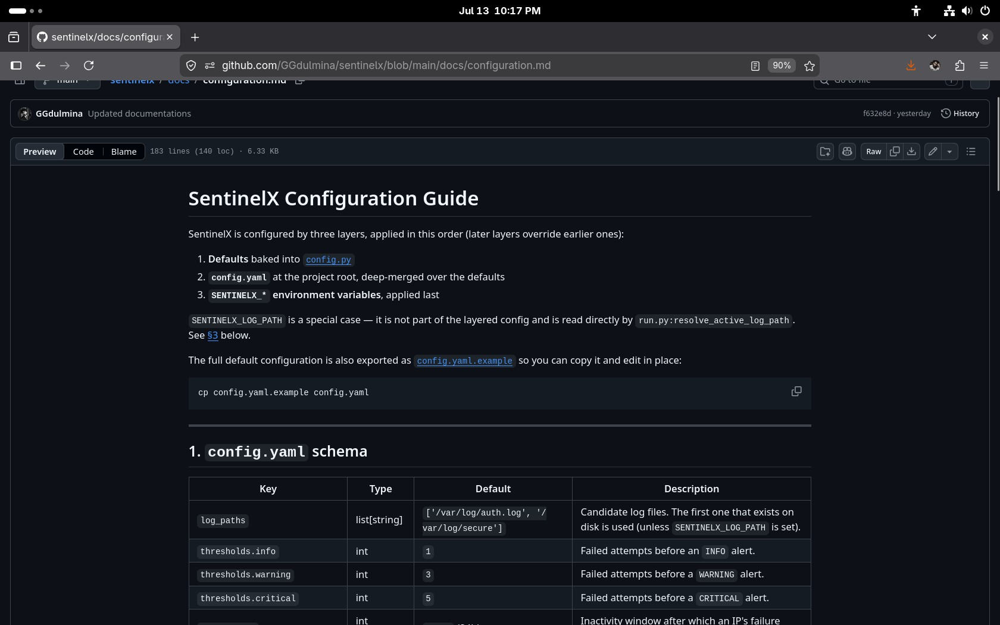 Jul 13 10:17 PM
sentinelx/docs/configur
github.com/GGdulmina/sentinelx/blob/main/docs/configuration.md
90%
main
sentinelx / docs / configuration.md
Go to file
GGdulmina Updated documentations
f632e8d · yesterday
History
Preview Code Blame 183 lines (140 loc) · 6.33 KB
Raw
SentinelX Configuration Guide
SentinelX is configured by three layers, applied in this order (later layers override earlier ones):
1. Defaults baked into config.py
2. config.yaml at the project root, deep-merged over the defaults
3. SENTINELX_* environment variables, applied last
SENTINELX_LOG_PATH is a special case — it is not part of the layered config and is read directly by run.py:resolve_active_log_path.
See §3 below.
The full default configuration is also exported as config.yaml.example so you can copy it and edit in place:
cp config.yaml.example config.yaml
1. config.yaml schema
Key Type Default Description
log_paths list[string] ['/var/log/auth.log', '/
var/log/secure'] Candidate log files. The first one that exists on
disk is used (unless SENTINELX_LOG_PATH is set).
thresholds.info int 1 Failed attempts before an INFO alert.
thresholds.warning int 3 Failed attempts before a WARNING alert.
thresholds.critical int 5 Failed attempts before a CRITICAL alert.
int Inactivity window after which an IP's failure